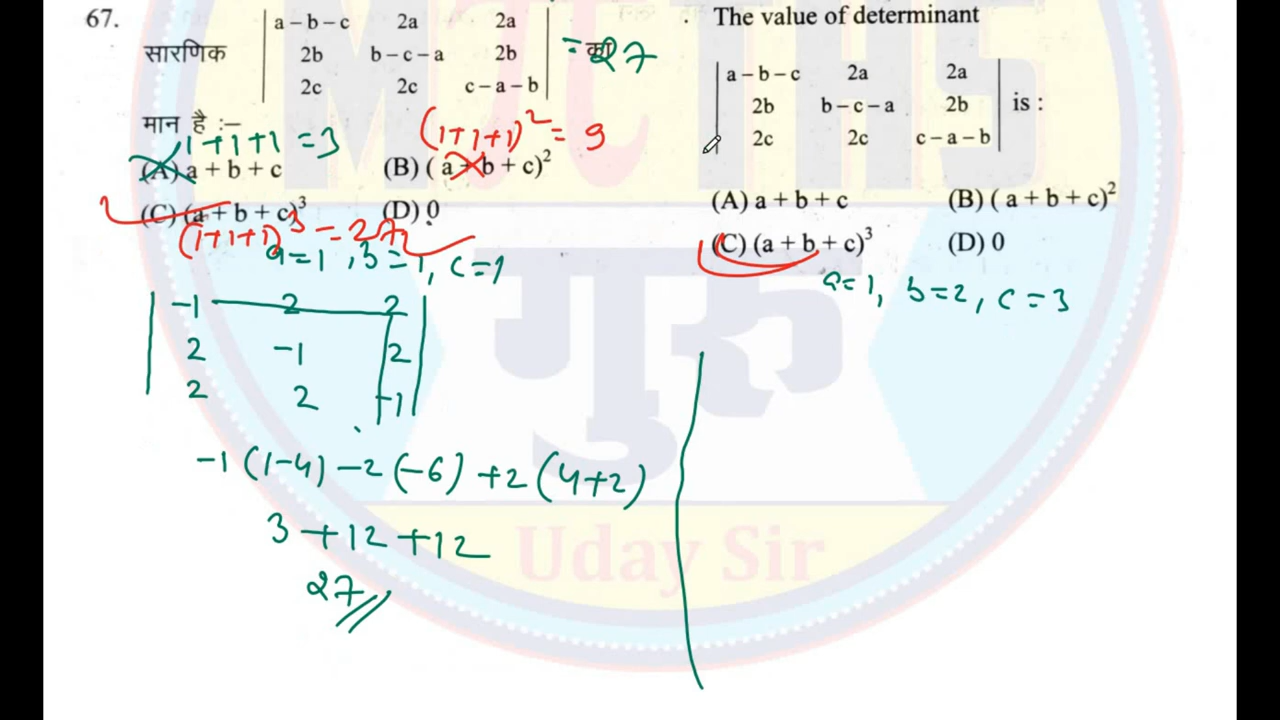 67.
a – b – c 2a 2a
सारणिक 2b b – c – a 2b = का 27
2c 2c c – a – b
मान है :–
1+1+1 = 3 (1+1+1)² = 9
(A) a + b + c (B) ( a + b + c)²
(C) (a + b + c)³ (D) 0
(1+1+1)³ = 27
a=1, b=1, c=1
-1 2 2
2 -1 2
2 2 -1
-1 (1-4) -2 (-6) +2 (4+2)
3 +12 +12
27
The value of determinant
a – b – c 2a 2a
2b b – c – a 2b is :
2c 2c c – a – b
(A) a + b + c (B) ( a + b + c)²
(C) (a + b + c)³ (D) 0
a=1, b=2, c=3
गुरु
Uday Sir